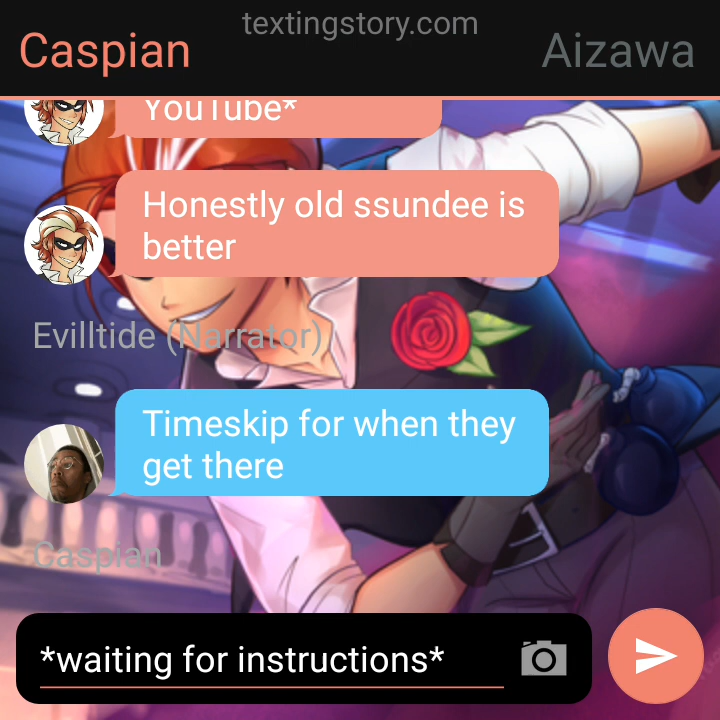 textingstory.com
Caspian
Aizawa
YouTube*
Honestly old ssundee is
better
Evilltide (Narrator)
Timeskip for when they
get there
Caspian
*waiting for instructions*